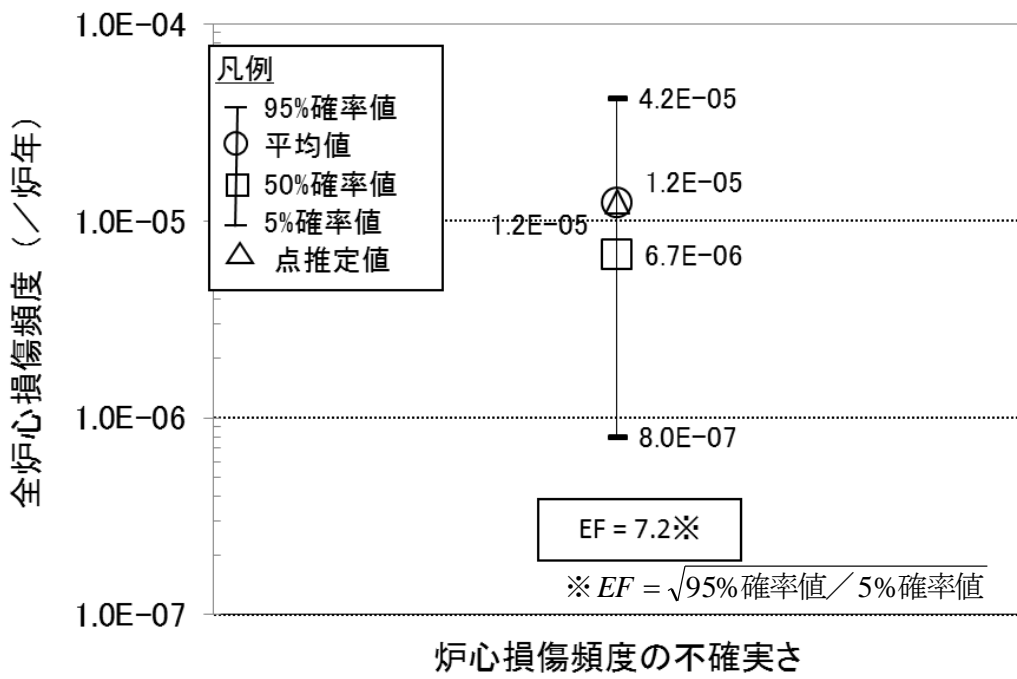 全炉心損傷頻度（／炉年）
1.0E-04
1.0E-05
1.0E-06
1.0E-07
凡例
95%確率値
平均値
50%確率値
5%確率値
点推定値
4.2E-05
1.2E-05
1.2E-05
6.7E-06
8.0E-07
EF = 7.2※
※ EF = √95% 確率値／5% 確率値
炉心損傷頻度の不確実さ